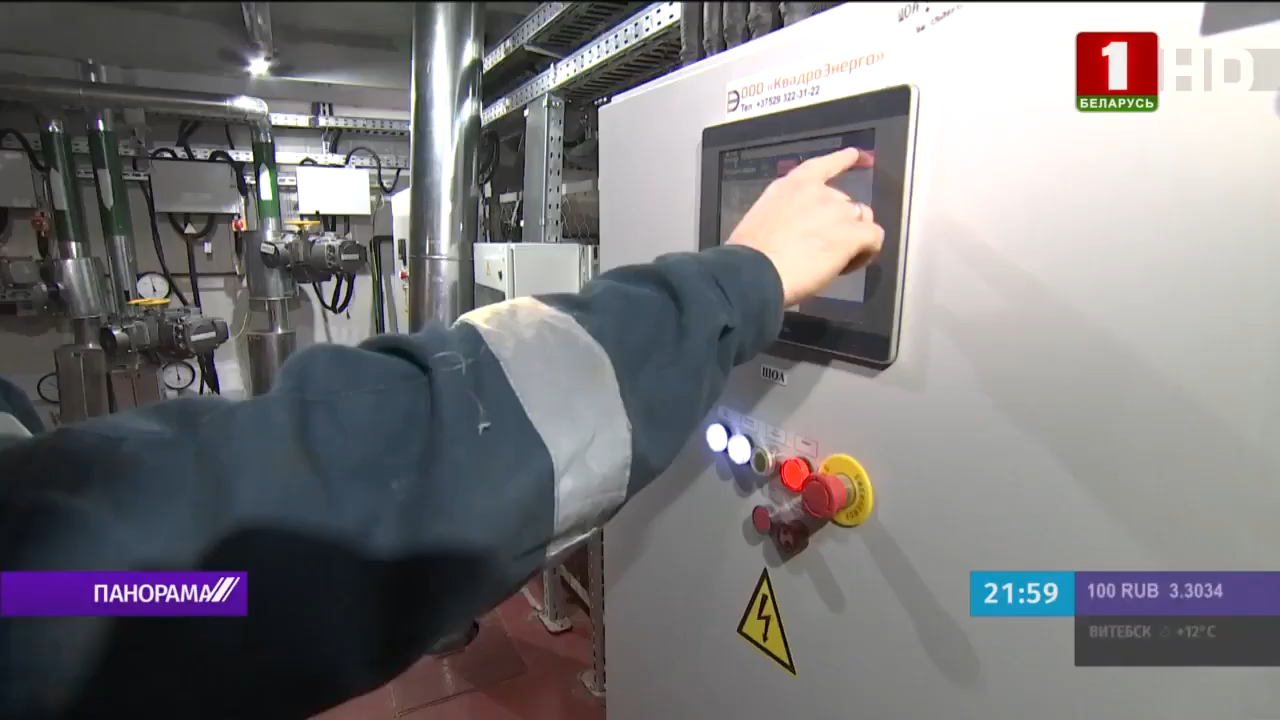 1
БЕЛАРУСЬ
HD
ООО «КвадроЭнерго»
Тел. +37529 322-31-22
ШОА
ПАНОРАМА
21:59
100 RUB 3.3034
ВИТЕБСК +12°C